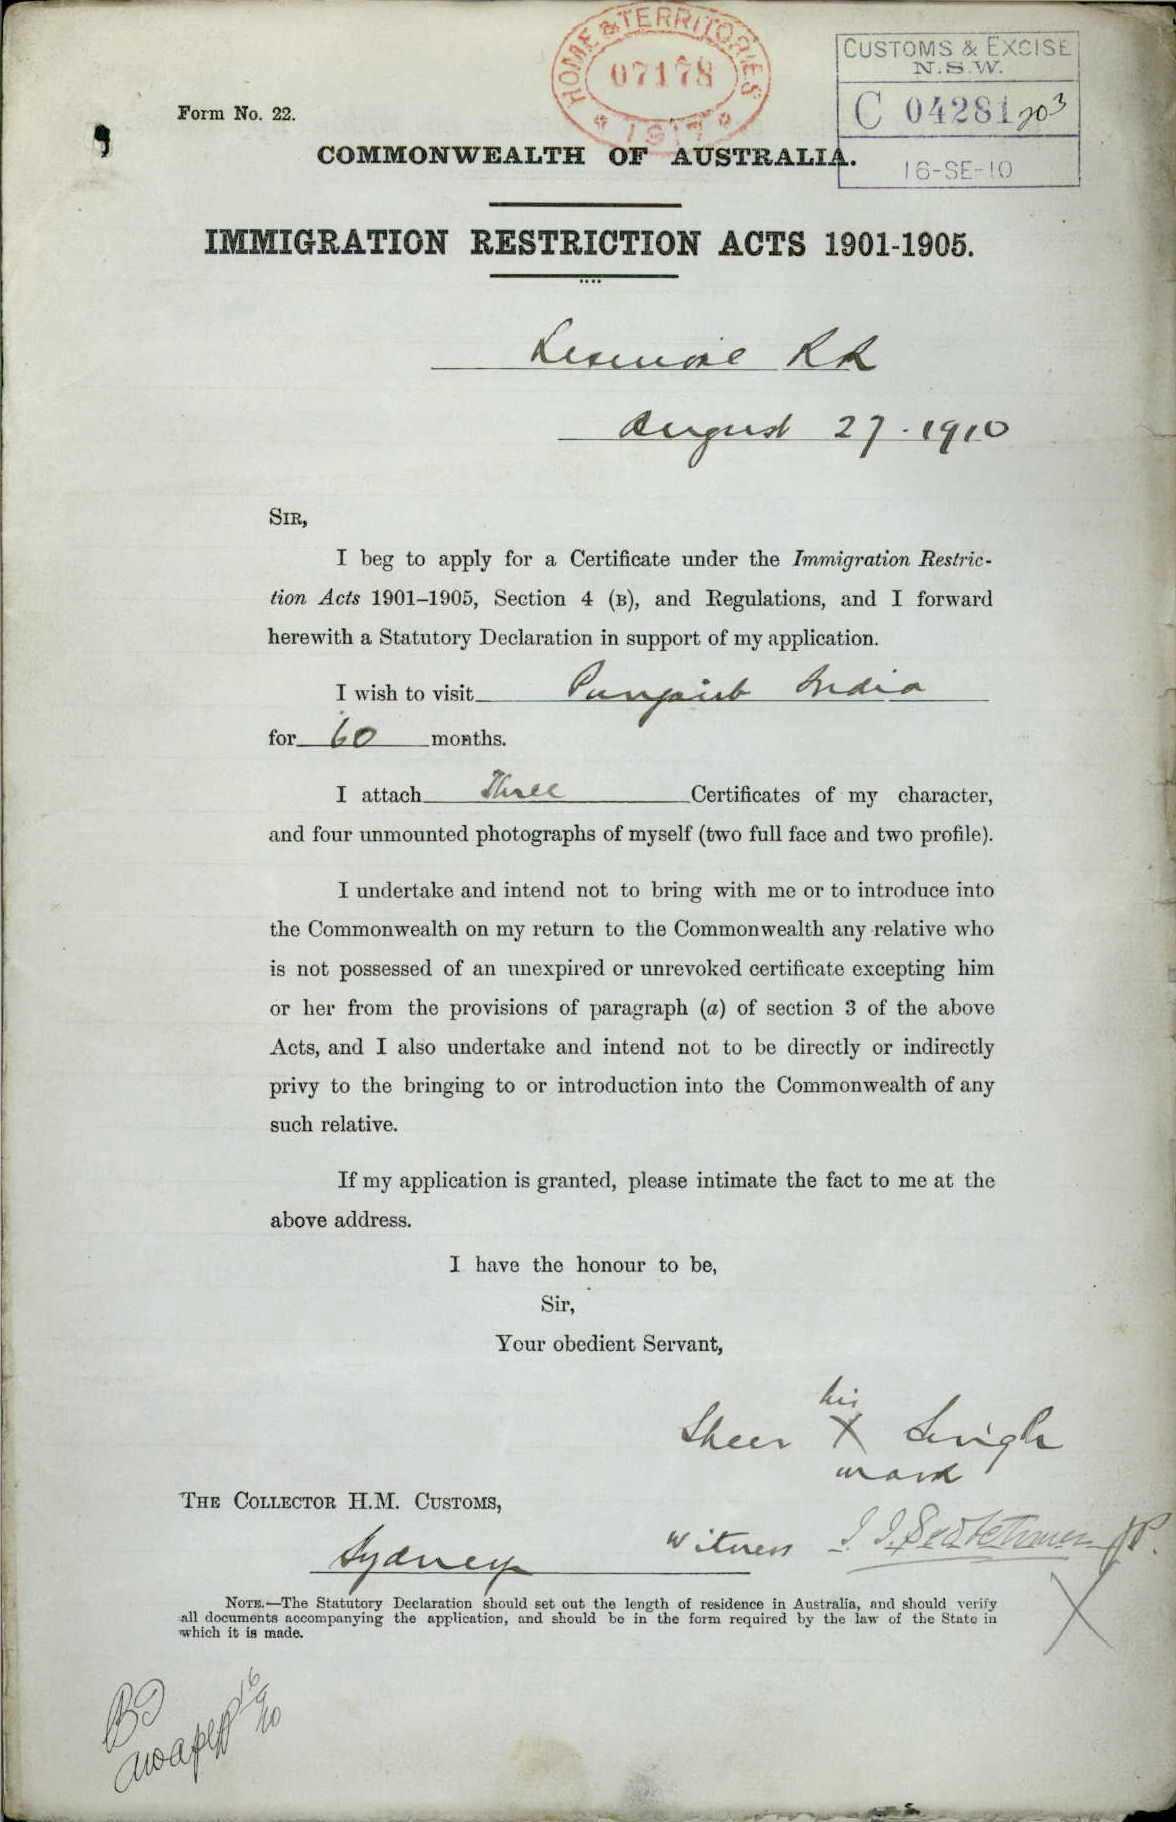 HOME & TERRITORIES
07178
1917
CUSTOMS & EXCISE
N.S.W.
C 04281 203
16-SE-10
Form No. 22.
COMMONWEALTH OF AUSTRALIA.
IMMIGRATION RESTRICTION ACTS 1901-1905.
Lismore RR
August 27. 1910
SIR,
I beg to apply for a Certificate under the Immigration Restric-
tion Acts 1901–1905, Section 4 (B), and Regulations, and I forward
herewith a Statutory Declaration in support of my application.
I wish to visit Punjaub India
for 60 months.
I attach Three Certificates of my character,
and four unmounted photographs of myself (two full face and two profile).
I undertake and intend not to bring with me or to introduce into
the Commonwealth on my return to the Commonwealth any relative who
is not possessed of an unexpired or unrevoked certificate excepting him
or her from the provisions of paragraph (a) of section 3 of the above
Acts, and I also undertake and intend not to be directly or indirectly
privy to the bringing to or introduction into the Commonwealth of any
such relative.
If my application is granted, please intimate the fact to me at the
above address.
I have the honour to be,
Sir,
Your obedient Servant,
his
Sheer X Singh
mark
THE COLLECTOR H.M. CUSTOMS,
Witness JP.
Sydney
NOTE.—The Statutory Declaration should set out the length of residence in Australia, and should verify
all documents accompanying the application, and should be in the form required by the law of the State in
which it is made.
X
16
9
10